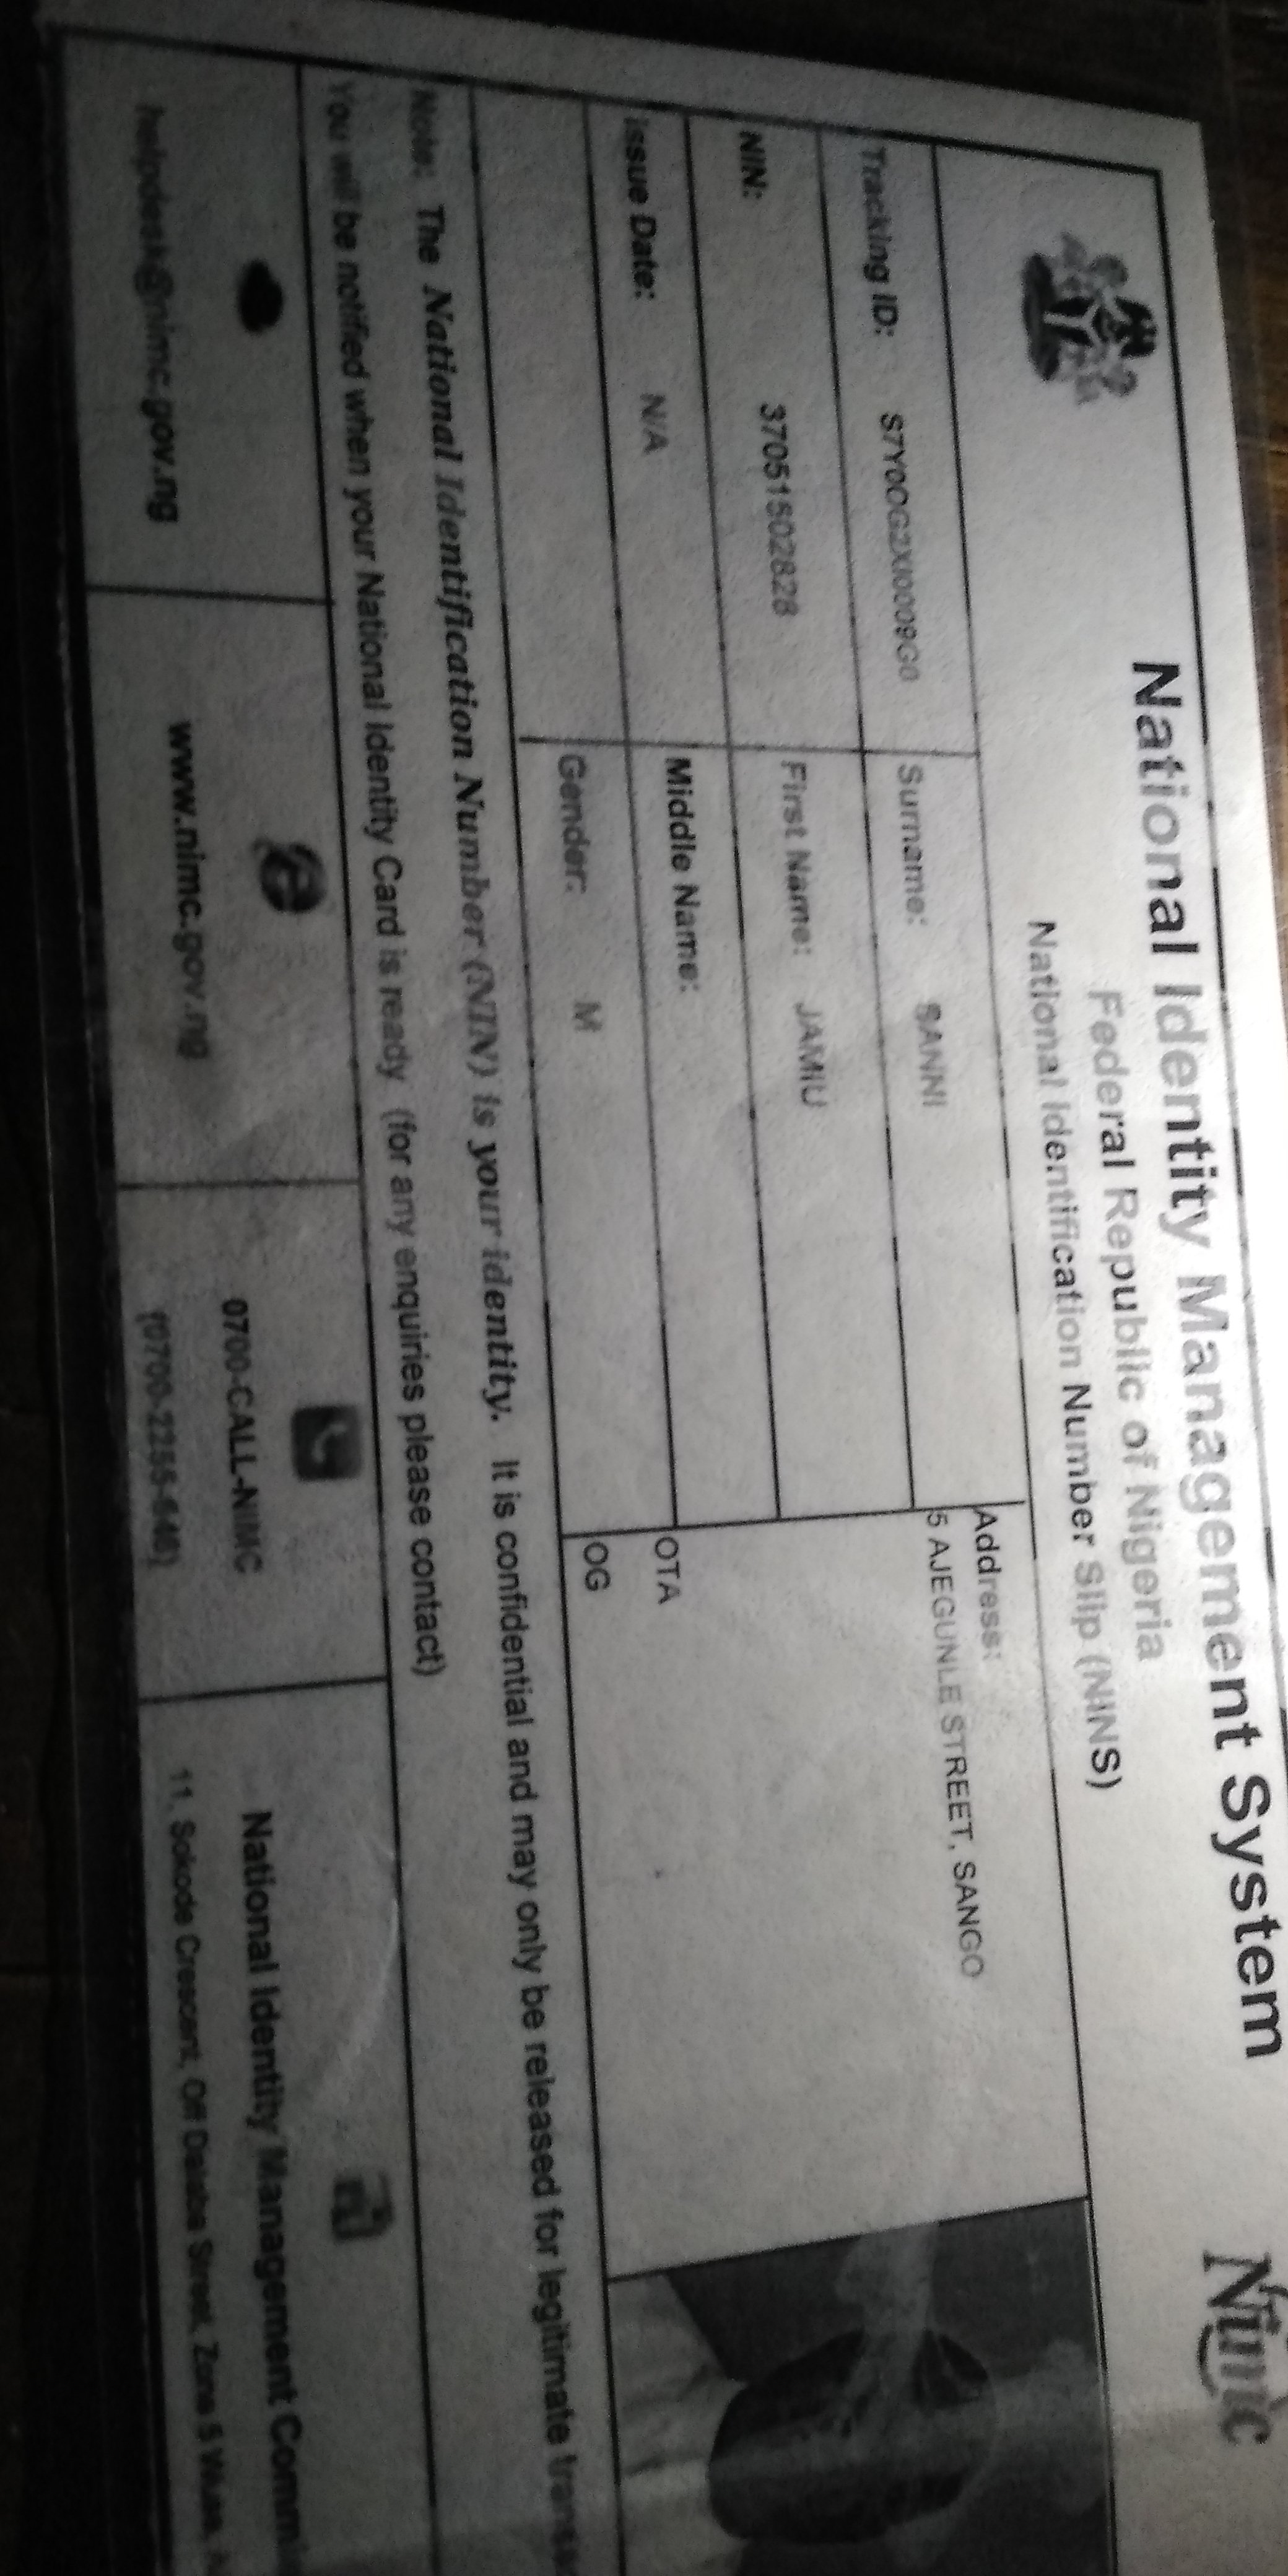 National Identity Management System
Federal Republic of Nigeria
National Identification Number Slip (NINS)
Nimc
Tracking ID: S7Y0OG2XI0009G0
Surname: SANNI
Address:
5 AJEGUNLE STREET, SANGO
NIN: 37051502828
First Name: JAMIU
Issue Date: N/A
Middle Name:
OTA
Gender: M
OG
Note: The National Identification Number (NIN) is your identity. It is confidential and may only be released for legitimate
You will be notified when your National Identity Card is ready (for any enquiries please contact)
helpdesk@nimc.gov.ng
www.nimc.gov.ng
0700-CALL-NIMC
(0700-2255-646)
National Identity Management
11, Sokode Crescent, Off Dalaba Street, Zone 5 Wuse,